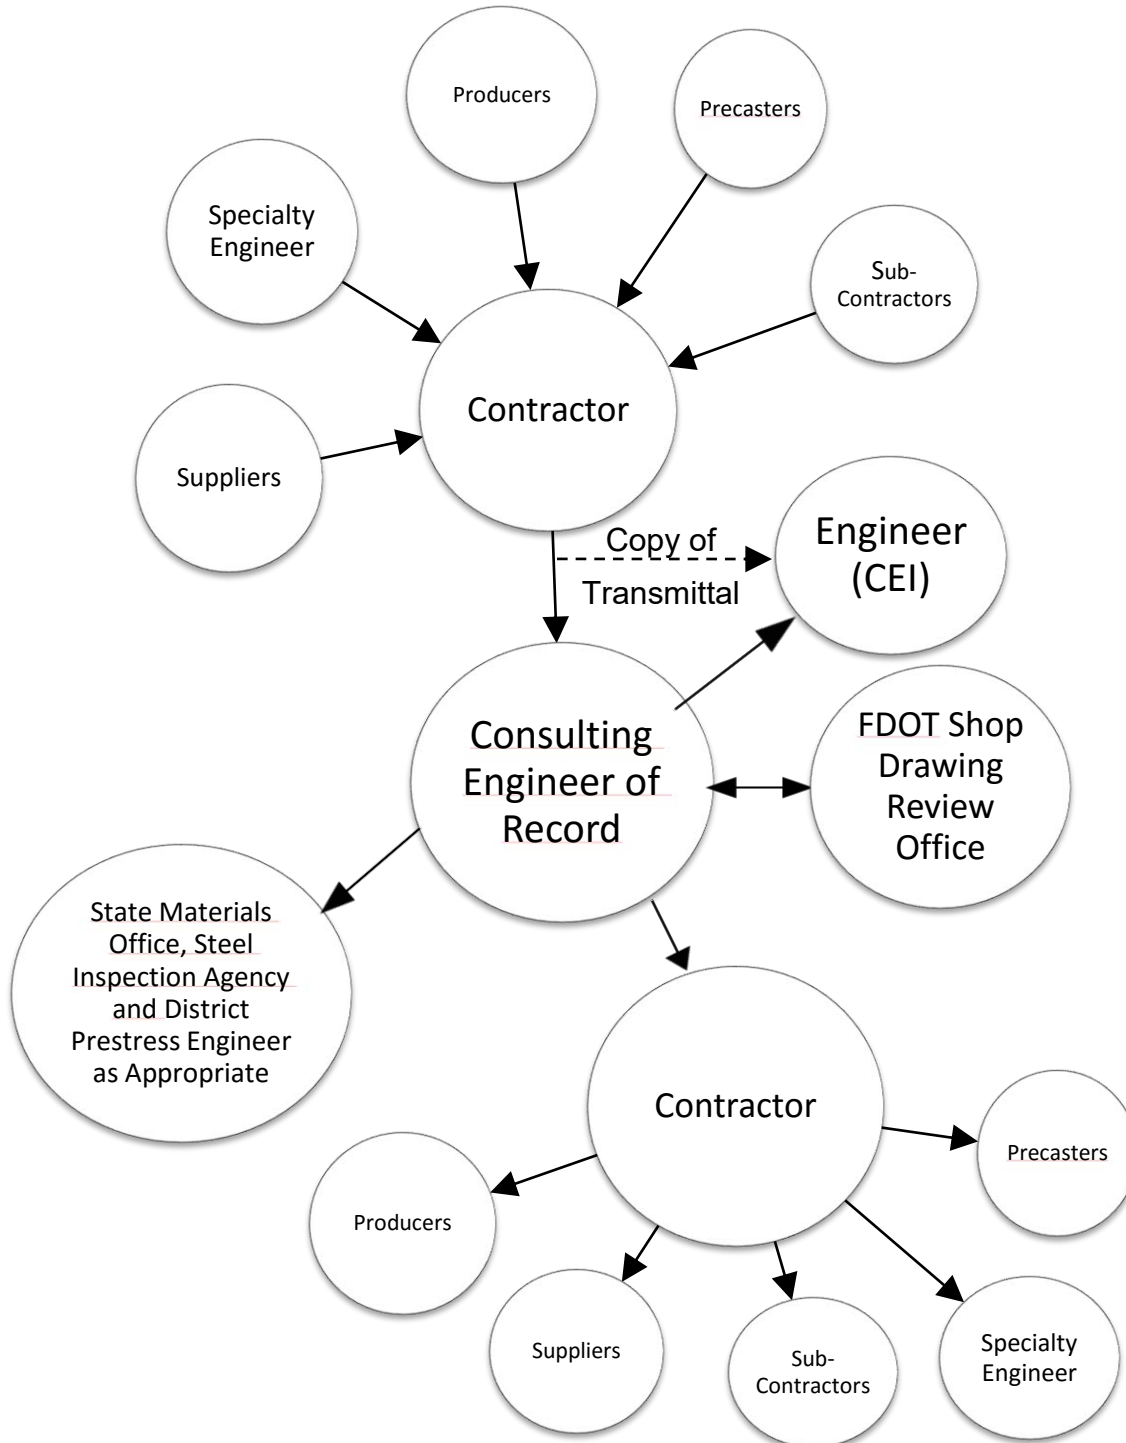 Producers
Precasters
Specialty
Engineer
Sub-
Contractors
Contractor
Suppliers
Copy of
Transmittal
Engineer
(CEI)
Consulting
Engineer of
Record
FDOT Shop
Drawing
Review
Office
State Materials
Office, Steel
Inspection Agency
and District
Prestress Engineer
as Appropriate
Contractor
Precasters
Producers
Suppliers
Sub-
Contractors
Specialty
Engineer